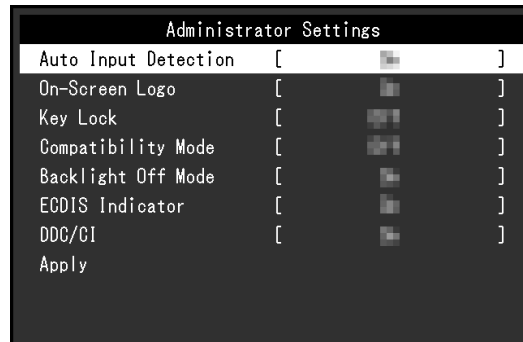 Administrator Settings
Auto Input Detection [ ]
On-Screen Logo [ ]
Key Lock [ ]
Compatibility Mode [ ]
Backlight Off Mode [ ]
ECDIS Indicator [ ]
DDC/CI [ ]
Apply